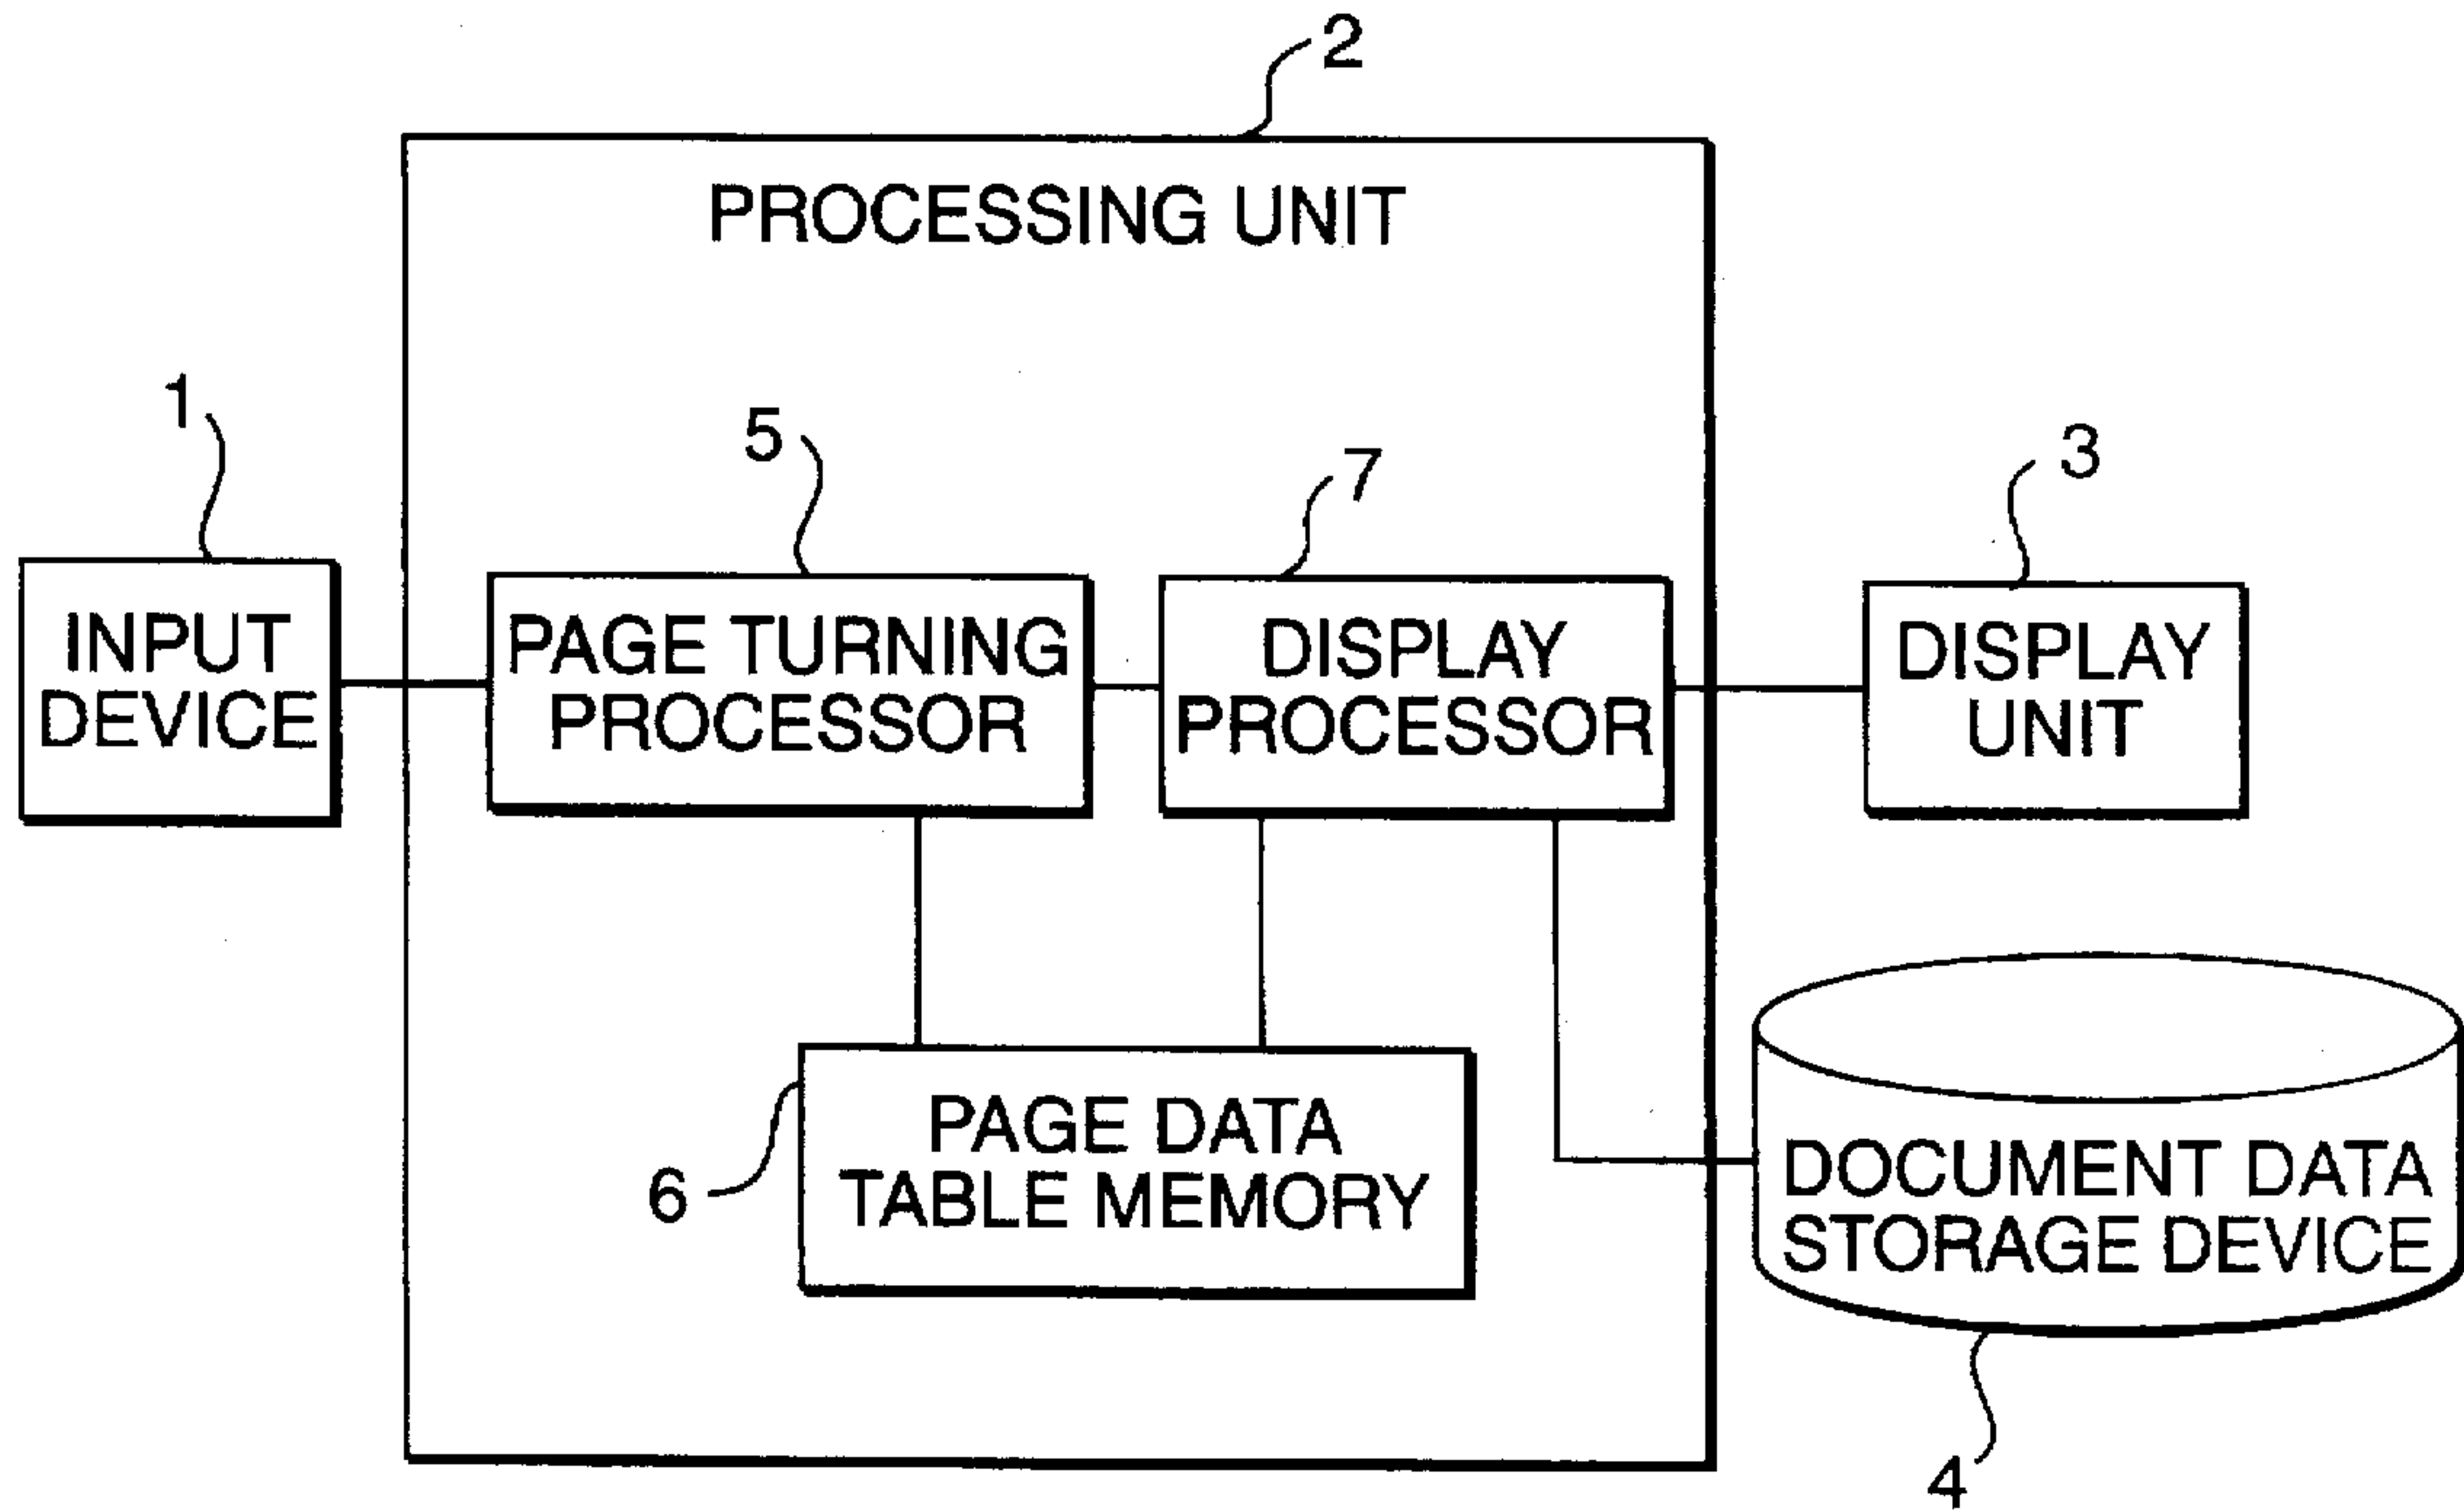 2
PROCESSING UNIT
1
5
7
3
INPUT
DEVICE
PAGE TURNING
PROCESSOR
DISPLAY
PROCESSOR
DISPLAY
UNIT
6
PAGE DATA
TABLE MEMORY
DOCUMENT DATA
STORAGE DEVICE
4